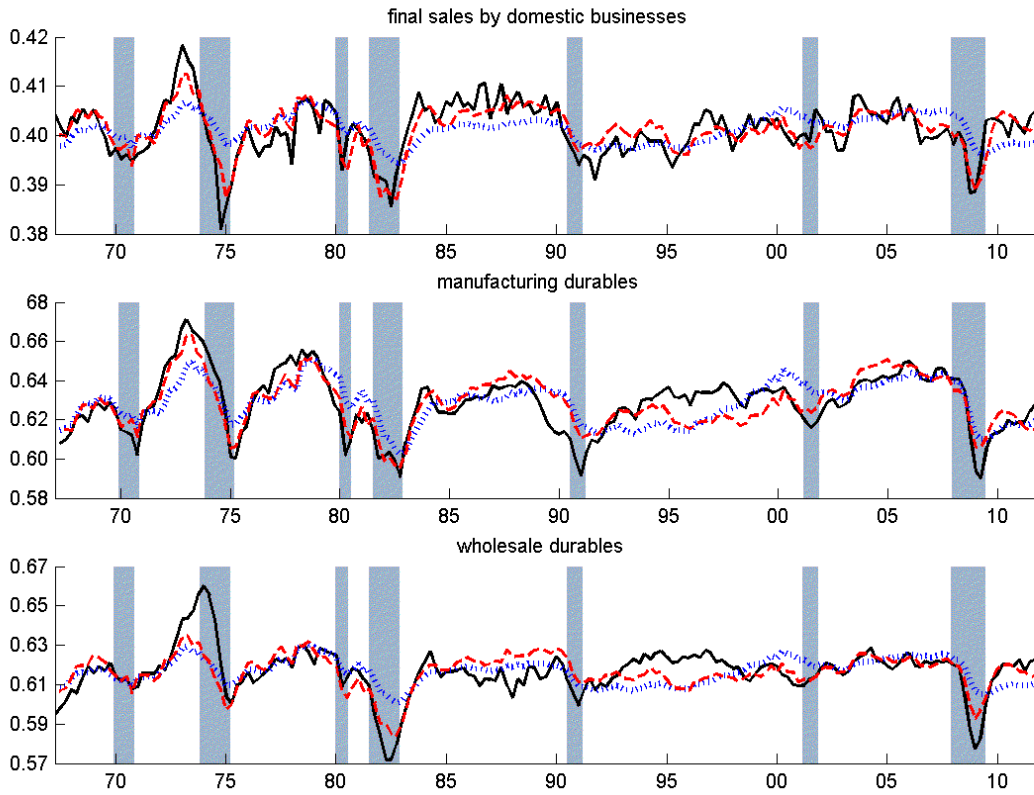 final sales by domestic businesses
0.42
0.41
0.40
0.39
0.38
70 75 80 85 90 95 00 05 10
manufacturing durables
68
0.66
0.64
0.62
0.60
0.58
70 75 80 85 90 95 00 05 10
wholesale durables
0.67
0.65
0.63
0.61
0.59
0.57
70 75 80 85 90 95 00 05 10